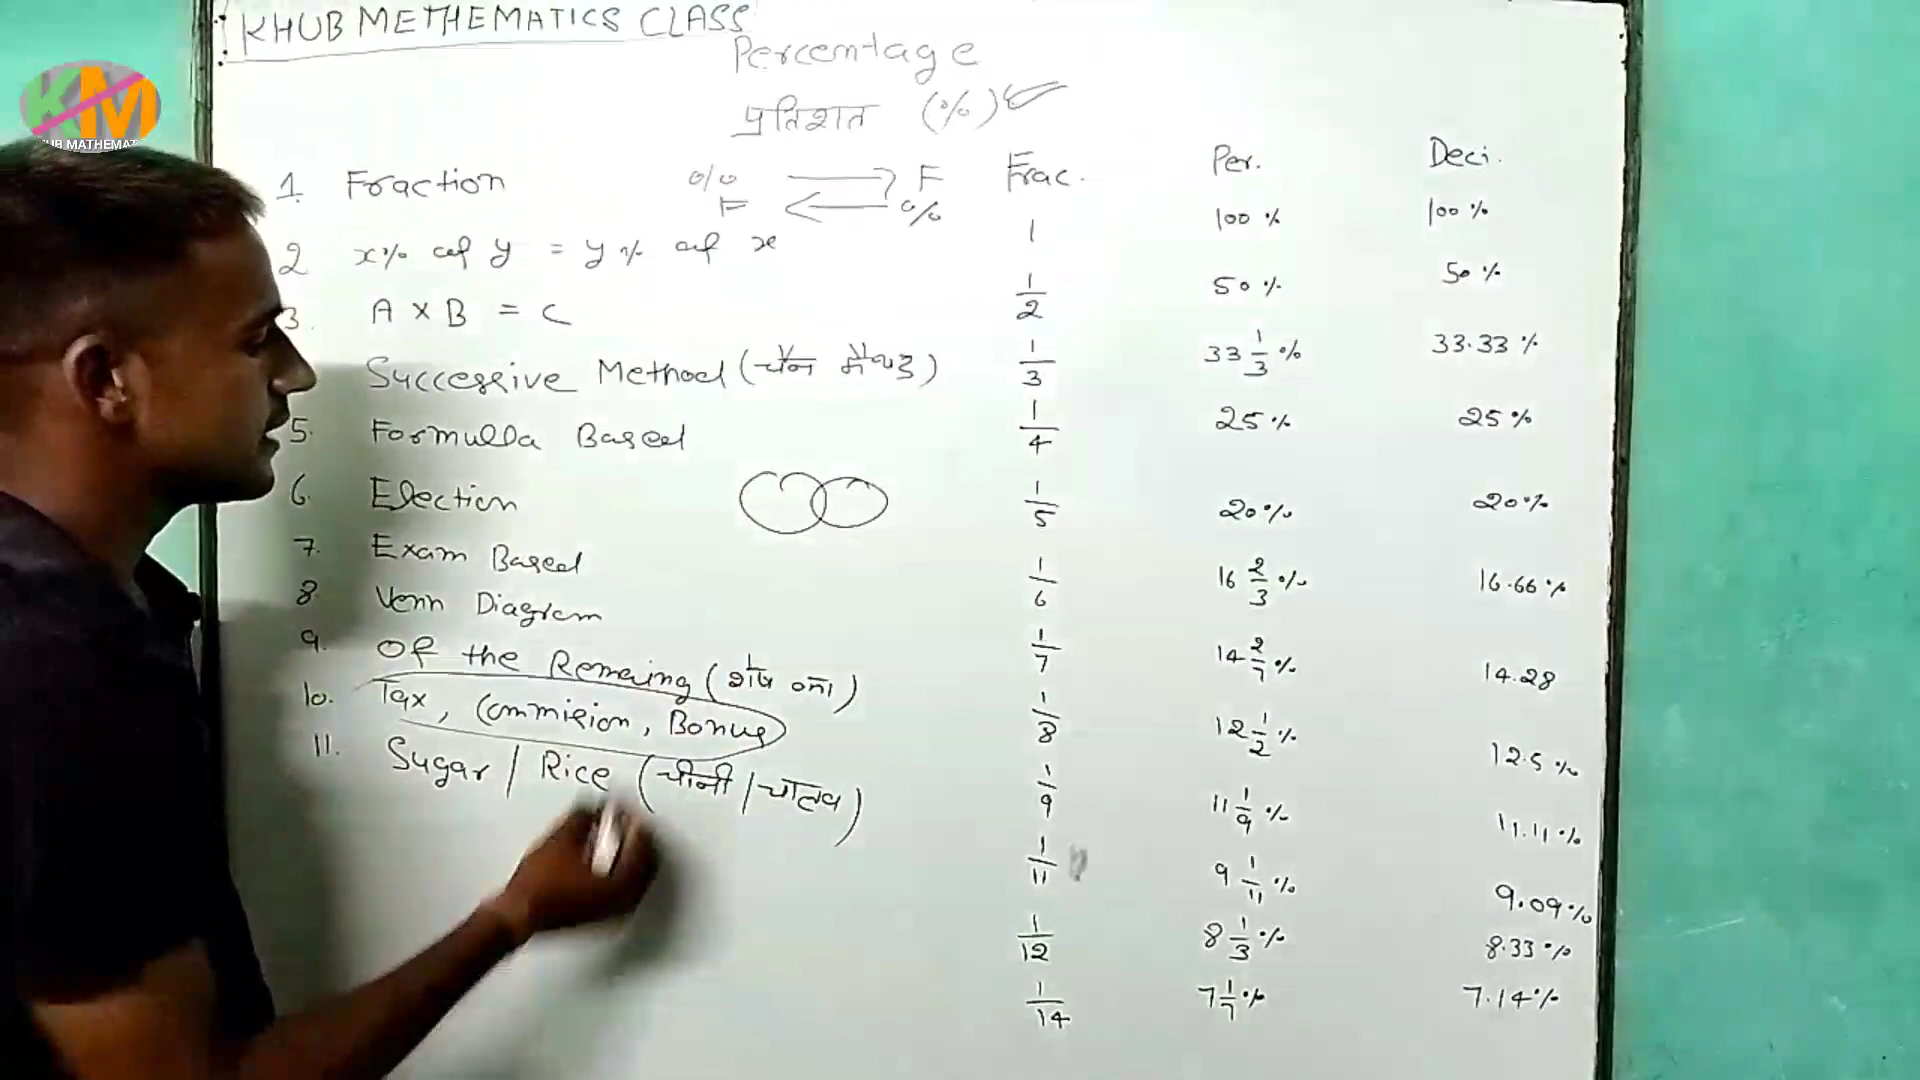 KHUB METHEMATICS CLASS
Percentage
प्रतिशत (%)
KM
UB MATHEMAT
1. Fraction % → F
F ← %
2 x% of y = y% of x
3. A x B = C
Successive Method (चैन मेथड)
5. Formulla Based
6. Election
7. Exam Based
8. Venn Diagram
9. Of the Remaing (शेष का)
10. Tax, Commision, Bonus
11. Sugar / Rice (चीनी / चावल)
Frac. Per. Deci.
1 100 % 100 %
1/2 50 % 50 %
1/3 33 1/3 % 33.33 %
1/4 25 % 25 %
1/5 20 % 20 %
1/6 16 2/3 % 16.66 %
1/7 14 2/7 % 14.28
1/8 12 1/2 % 12.5 %
1/9 11 1/9 % 11.11 %
1/11 9 1/11 % 9.09 %
1/12 8 1/3 % 8.33 %
1/14 7 1/7 % 7.14 %